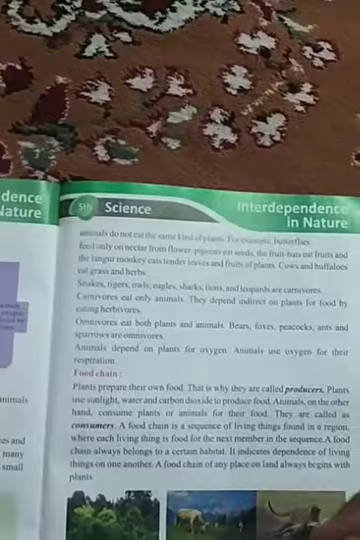 dence
Nature
5th Science
Interdependence
in Nature
animals do not eat the same kind of plants. For example, butterflies
feed only on nectar from flower, pigeons eat seeds, the fruit-bats eat fruits and
the langur monkey eats tender leaves and fruits of plants. Cows and buffaloes
eat grass and herbs.
Snakes, tigers, owls, eagles, sharks, lions, and leopards are carnivores.
Carnivores eat only animals. They depend indirect on plants for food by
eating herbivores.
Omnivores eat both plants and animals. Bears, foxes, peacocks, ants and
sparrows are omnivores.
Animals depend on plants for oxygen. Animals use oxygen for their
respiration.
Food chain :
Plants prepare their own food. That is why they are called producers. Plants
use sunlight, water and carbon dioxide to produce food. Animals, on the other
hand, consume plants or animals for their food. They are called as
consumers. A food chain is a sequence of living things found in a region,
where each living thing is food for the next member in the sequence. A food
chain always belongs to a certain habitat. It indicates dependence of living
things on one another. A food chain of any place on land always begins with
plants
animals
es and
many
small